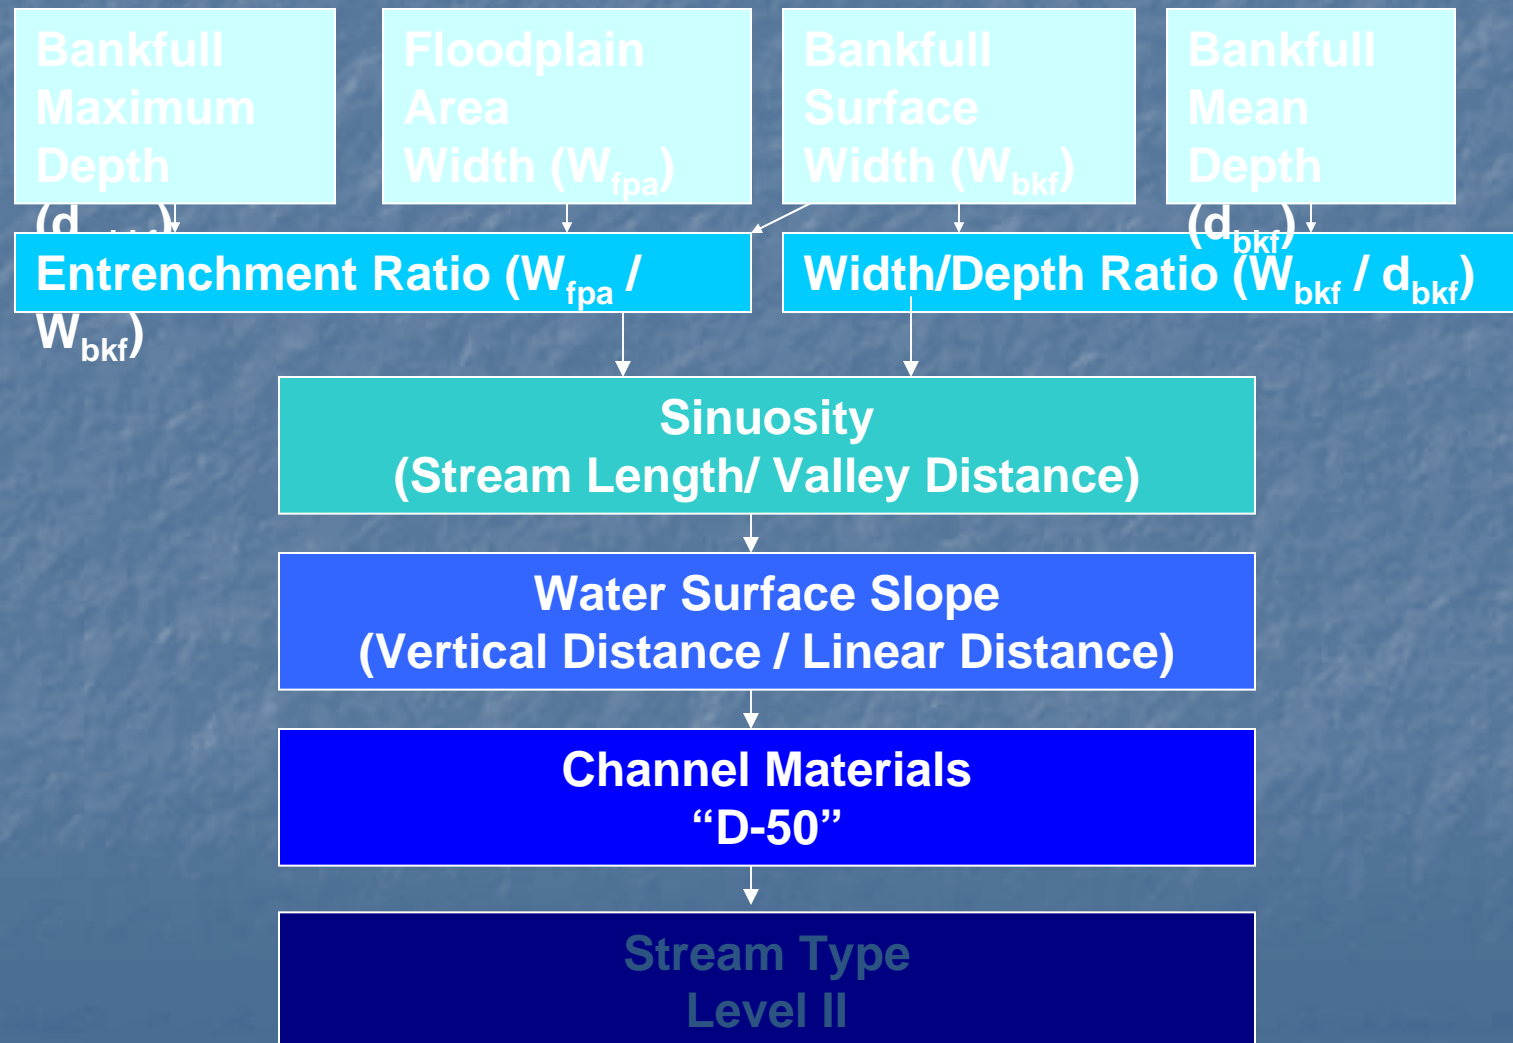 Bankfull
Maximum
Depth
Floodplain
Area
Width (Wfpa)
Bankfull
Surface
Width (Wbkf)
Bankfull
Mean
Depth
(dbkf)
Entrenchment Ratio (Wfpa /
Wbkf)
Width/Depth Ratio (Wbkf / dbkf)
Sinuosity
(Stream Length/ Valley Distance)
Water Surface Slope
(Vertical Distance / Linear Distance)
Channel Materials
“D-50”
Stream Type
Level II